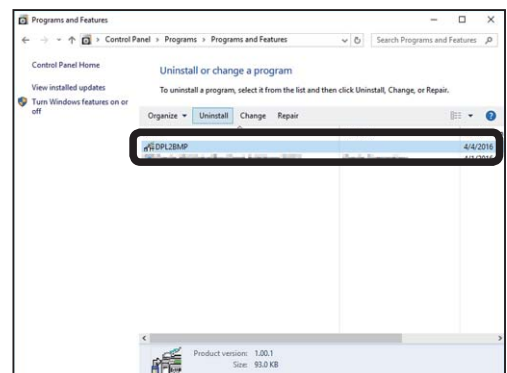 Programs and Features
Control Panel > Programs > Programs and Features
Search Programs and Features
Control Panel Home
View installed updates
Turn Windows features on or
off
Uninstall or change a program
To uninstall a program, select it from the list and then click Uninstall, Change, or Repair.
Organize Uninstall Change Repair
DPL2BMP 4/4/2016
4/1/2016
Product version: 1.00.1
Size: 93.0 KB